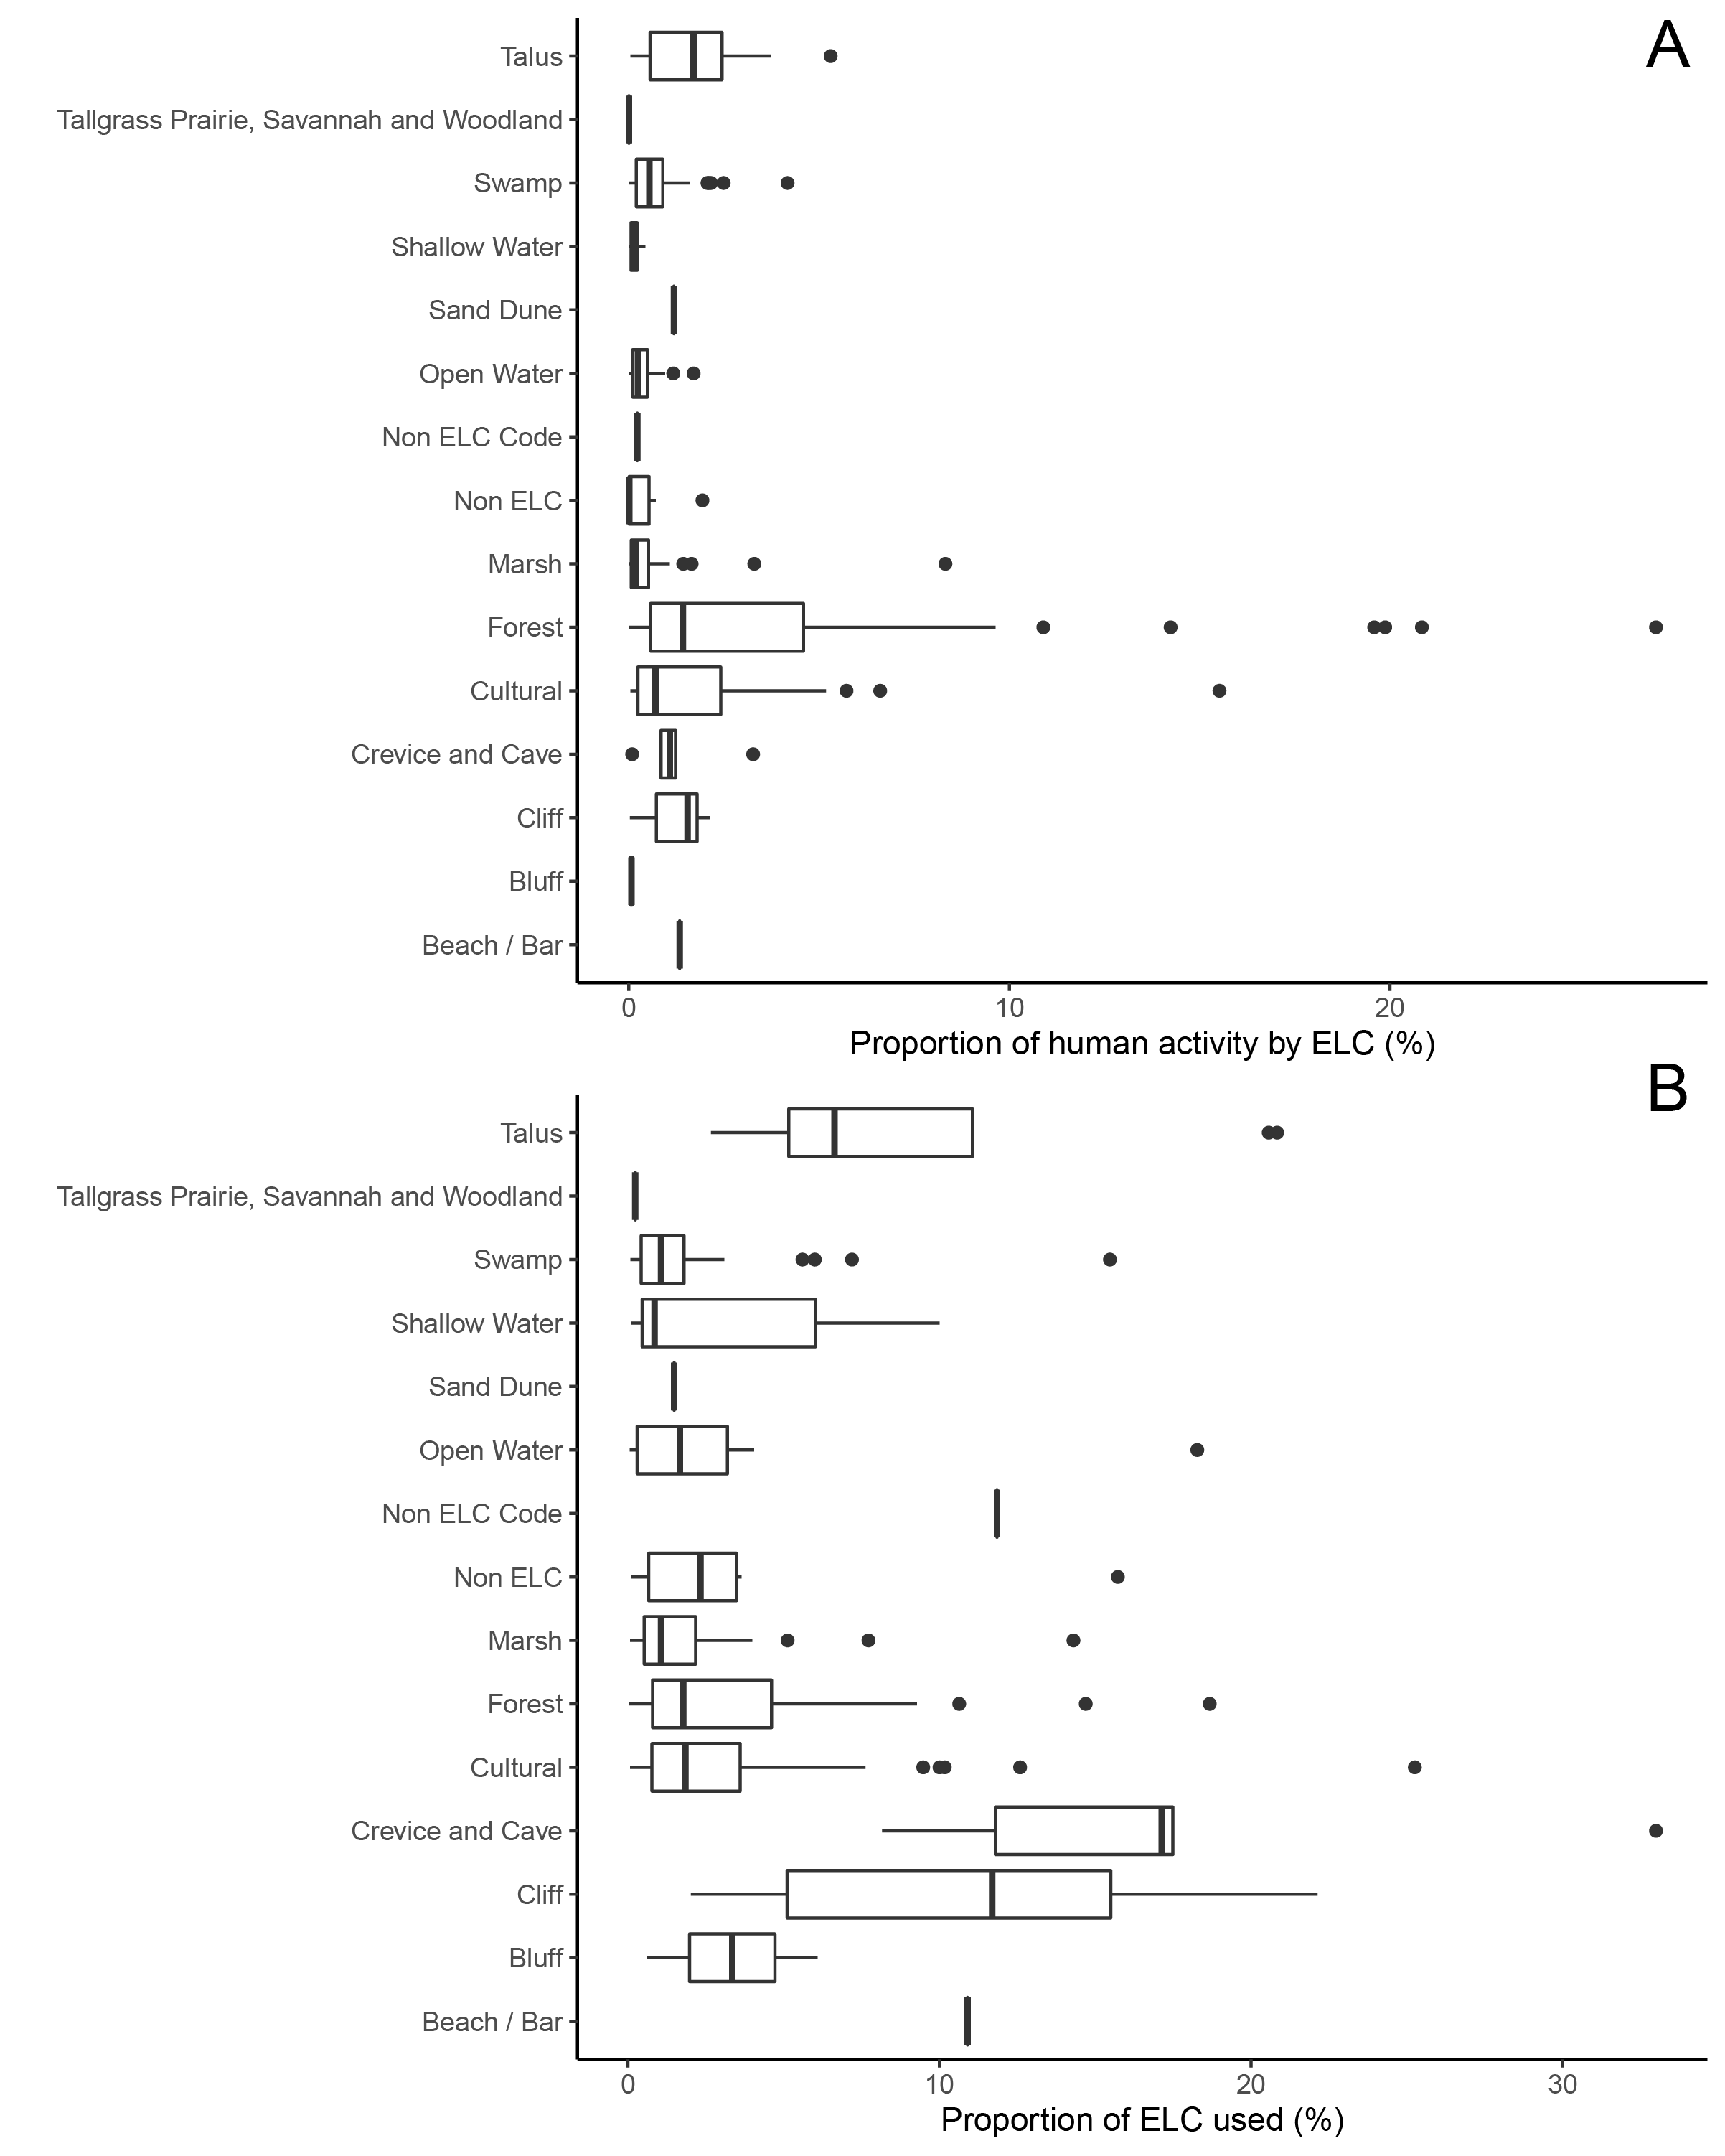 A
Talus
Tallgrass Prairie, Savannah and Woodland
Swamp
Shallow Water
Sand Dune
Open Water
Non ELC Code
Non ELC
Marsh
Forest
Cultural
Crevice and Cave
Cliff
Bluff
Beach / Bar
0 10 20
Proportion of human activity by ELC (%)
B
Talus
Tallgrass Prairie, Savannah and Woodland
Swamp
Shallow Water
Sand Dune
Open Water
Non ELC Code
Non ELC
Marsh
Forest
Cultural
Crevice and Cave
Cliff
Bluff
Beach / Bar
0 10 20 30
Proportion of ELC used (%)